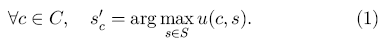 ∀c ∈ C, s′_c = arg max_{s∈S} u(c, s). (1)